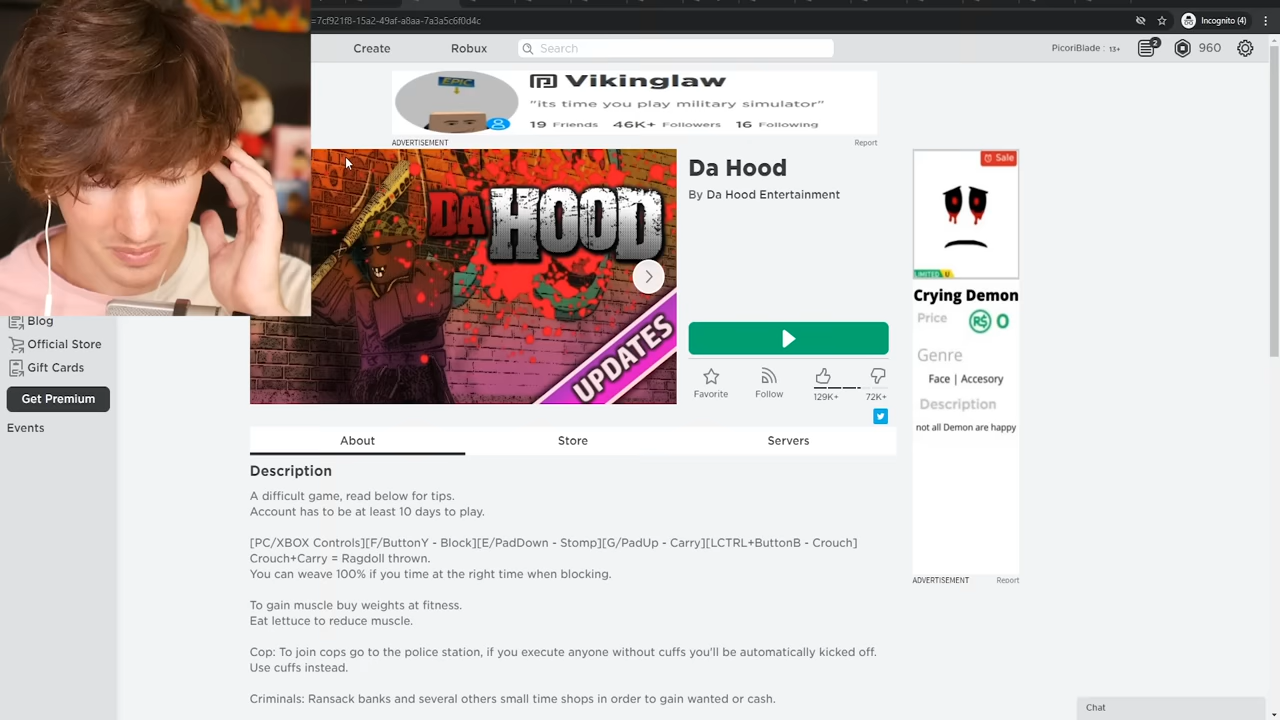 =7cf921f8-15a2-49af-a8aa-7a3a5c6f0d4c
Incognito (4)
Create
Robux
Search
PicoriBlade : 13+
2
960
EPIC
Vikinglaw
"its time you play military simulator"
19 Friends 46K+ Followers 16 Following
ADVERTISEMENT
Report
DA HOOD
UPDATES
Da Hood
By Da Hood Entertainment
Favorite
Follow
129K+
72K+
Sale
LIMITED U
Crying Demon
Price R$ 0
Genre
Face | Accesory
Description
not all Demon are happy
ADVERTISEMENT
Report
Blog
Official Store
Gift Cards
Get Premium
Events
About
Store
Servers
Description
A difficult game, read below for tips.
Account has to be at least 10 days to play.
[PC/XBOX Controls][F/ButtonY - Block][E/PadDown - Stomp][G/PadUp - Carry][LCTRL+ButtonB - Crouch]
Crouch+Carry = Ragdoll thrown.
You can weave 100% if you time at the right time when blocking.
To gain muscle buy weights at fitness.
Eat lettuce to reduce muscle.
Cop: To join cops go to the police station, if you execute anyone without cuffs you'll be automatically kicked off.
Use cuffs instead.
Criminals: Ransack banks and several others small time shops in order to gain wanted or cash.
Chat